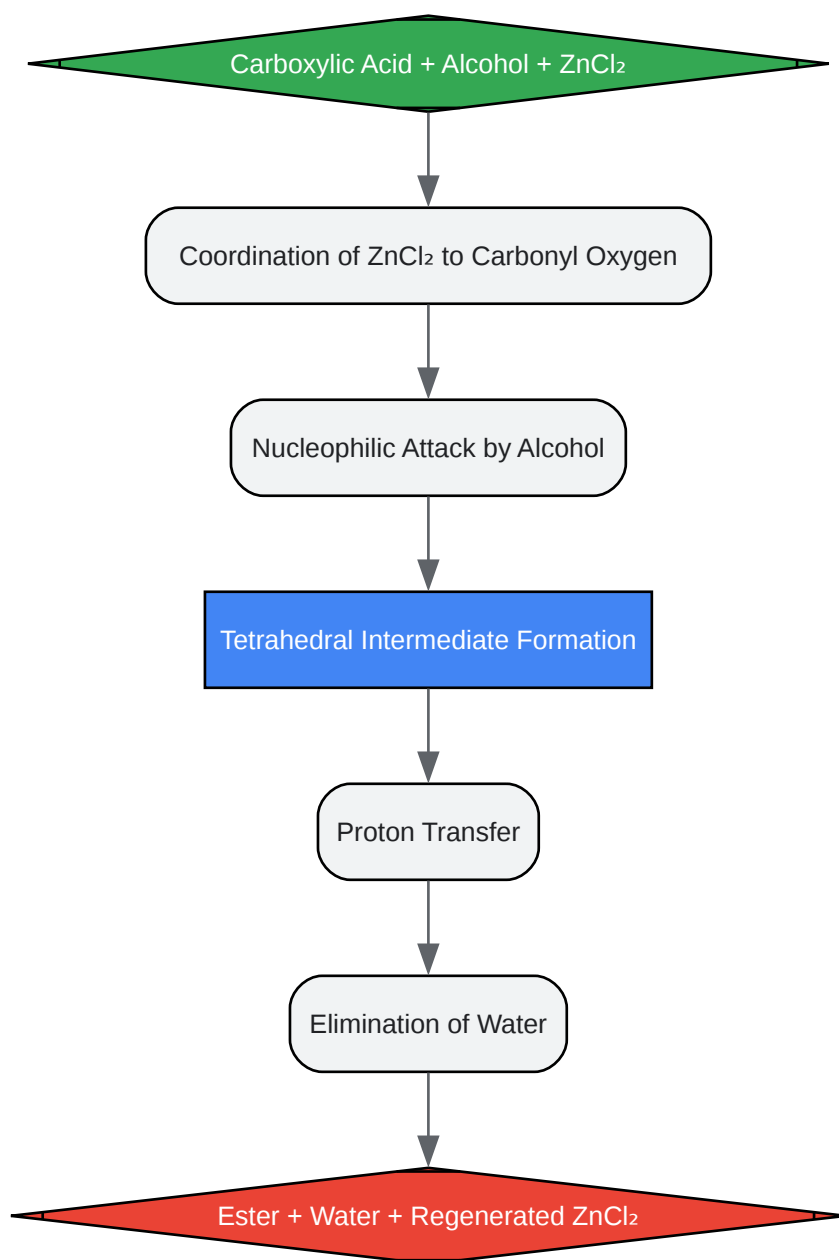 Carboxylic Acid + Alcohol + ZnCl₂
Coordination of ZnCl₂ to Carbonyl Oxygen
Nucleophilic Attack by Alcohol
Tetrahedral Intermediate Formation
Proton Transfer
Elimination of Water
Ester + Water + Regenerated ZnCl₂